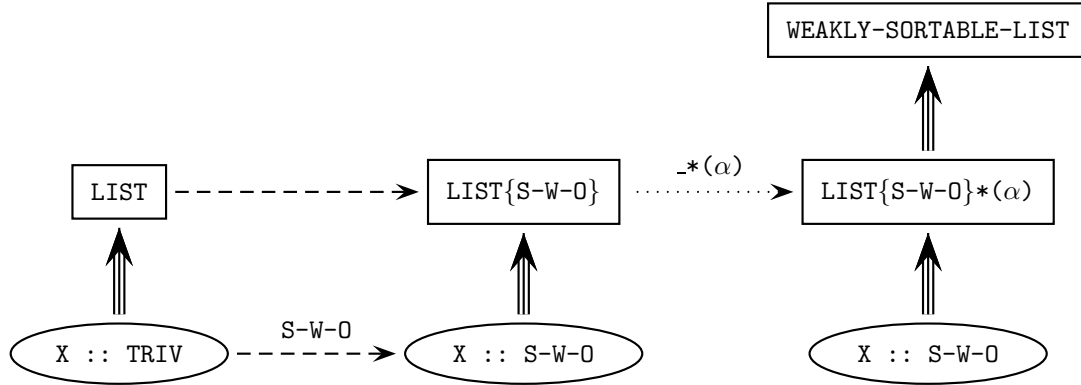 WEAKLY-SORTABLE-LIST
LIST
LIST{S-W-O}
_*(α)
LIST{S-W-O}*(α)
X :: TRIV
S-W-O
X :: S-W-O
X :: S-W-O